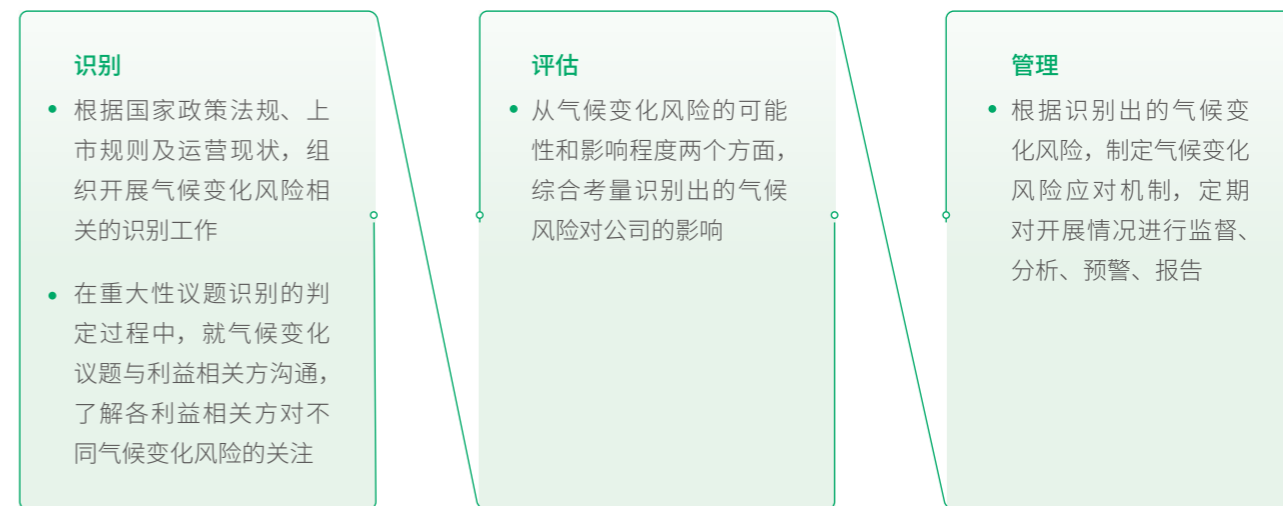 识别
根据国家政策法规、上
市规则及运营现状，组
织开展气候变化风险相
关的识别工作
在重大性议题识别的判
定过程中，就气候变化
议题与利益相关方沟通，
了解各利益相关方对不
同气候变化风险的关注
评估
从气候变化风险的可能
性和影响程度两个方面，
综合考量识别出的气候
风险对公司的影响
管理
根据识别出的气候变
化风险，制定气候变化
风险应对机制，定期
对开展情况进行监督、
分析、预警、报告